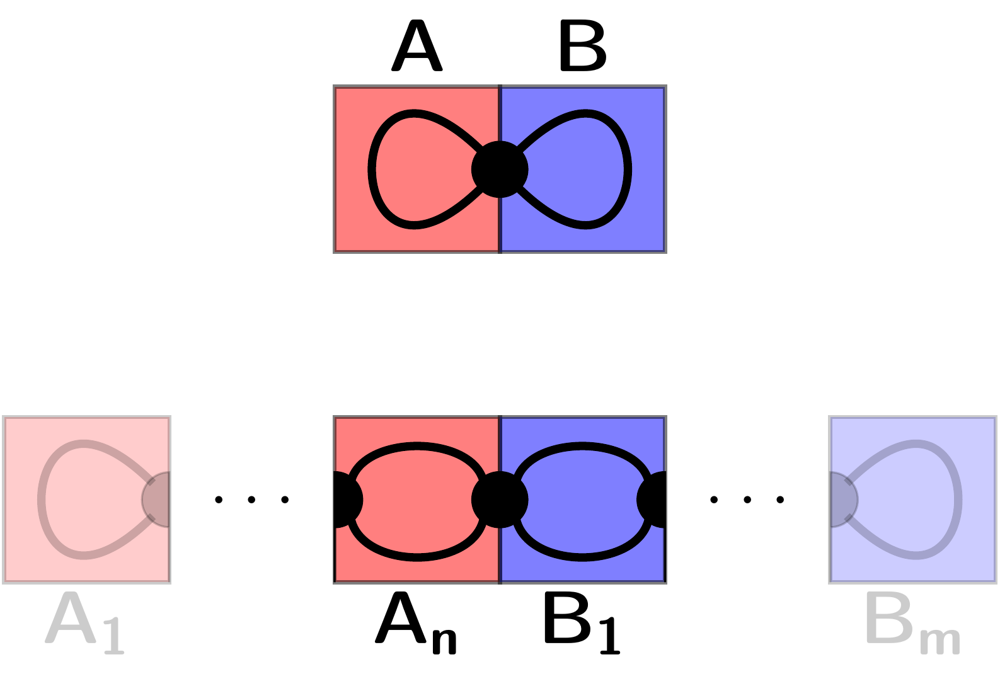 A B
. . . . . .
A₁ Aₙ B₁ Bₘ